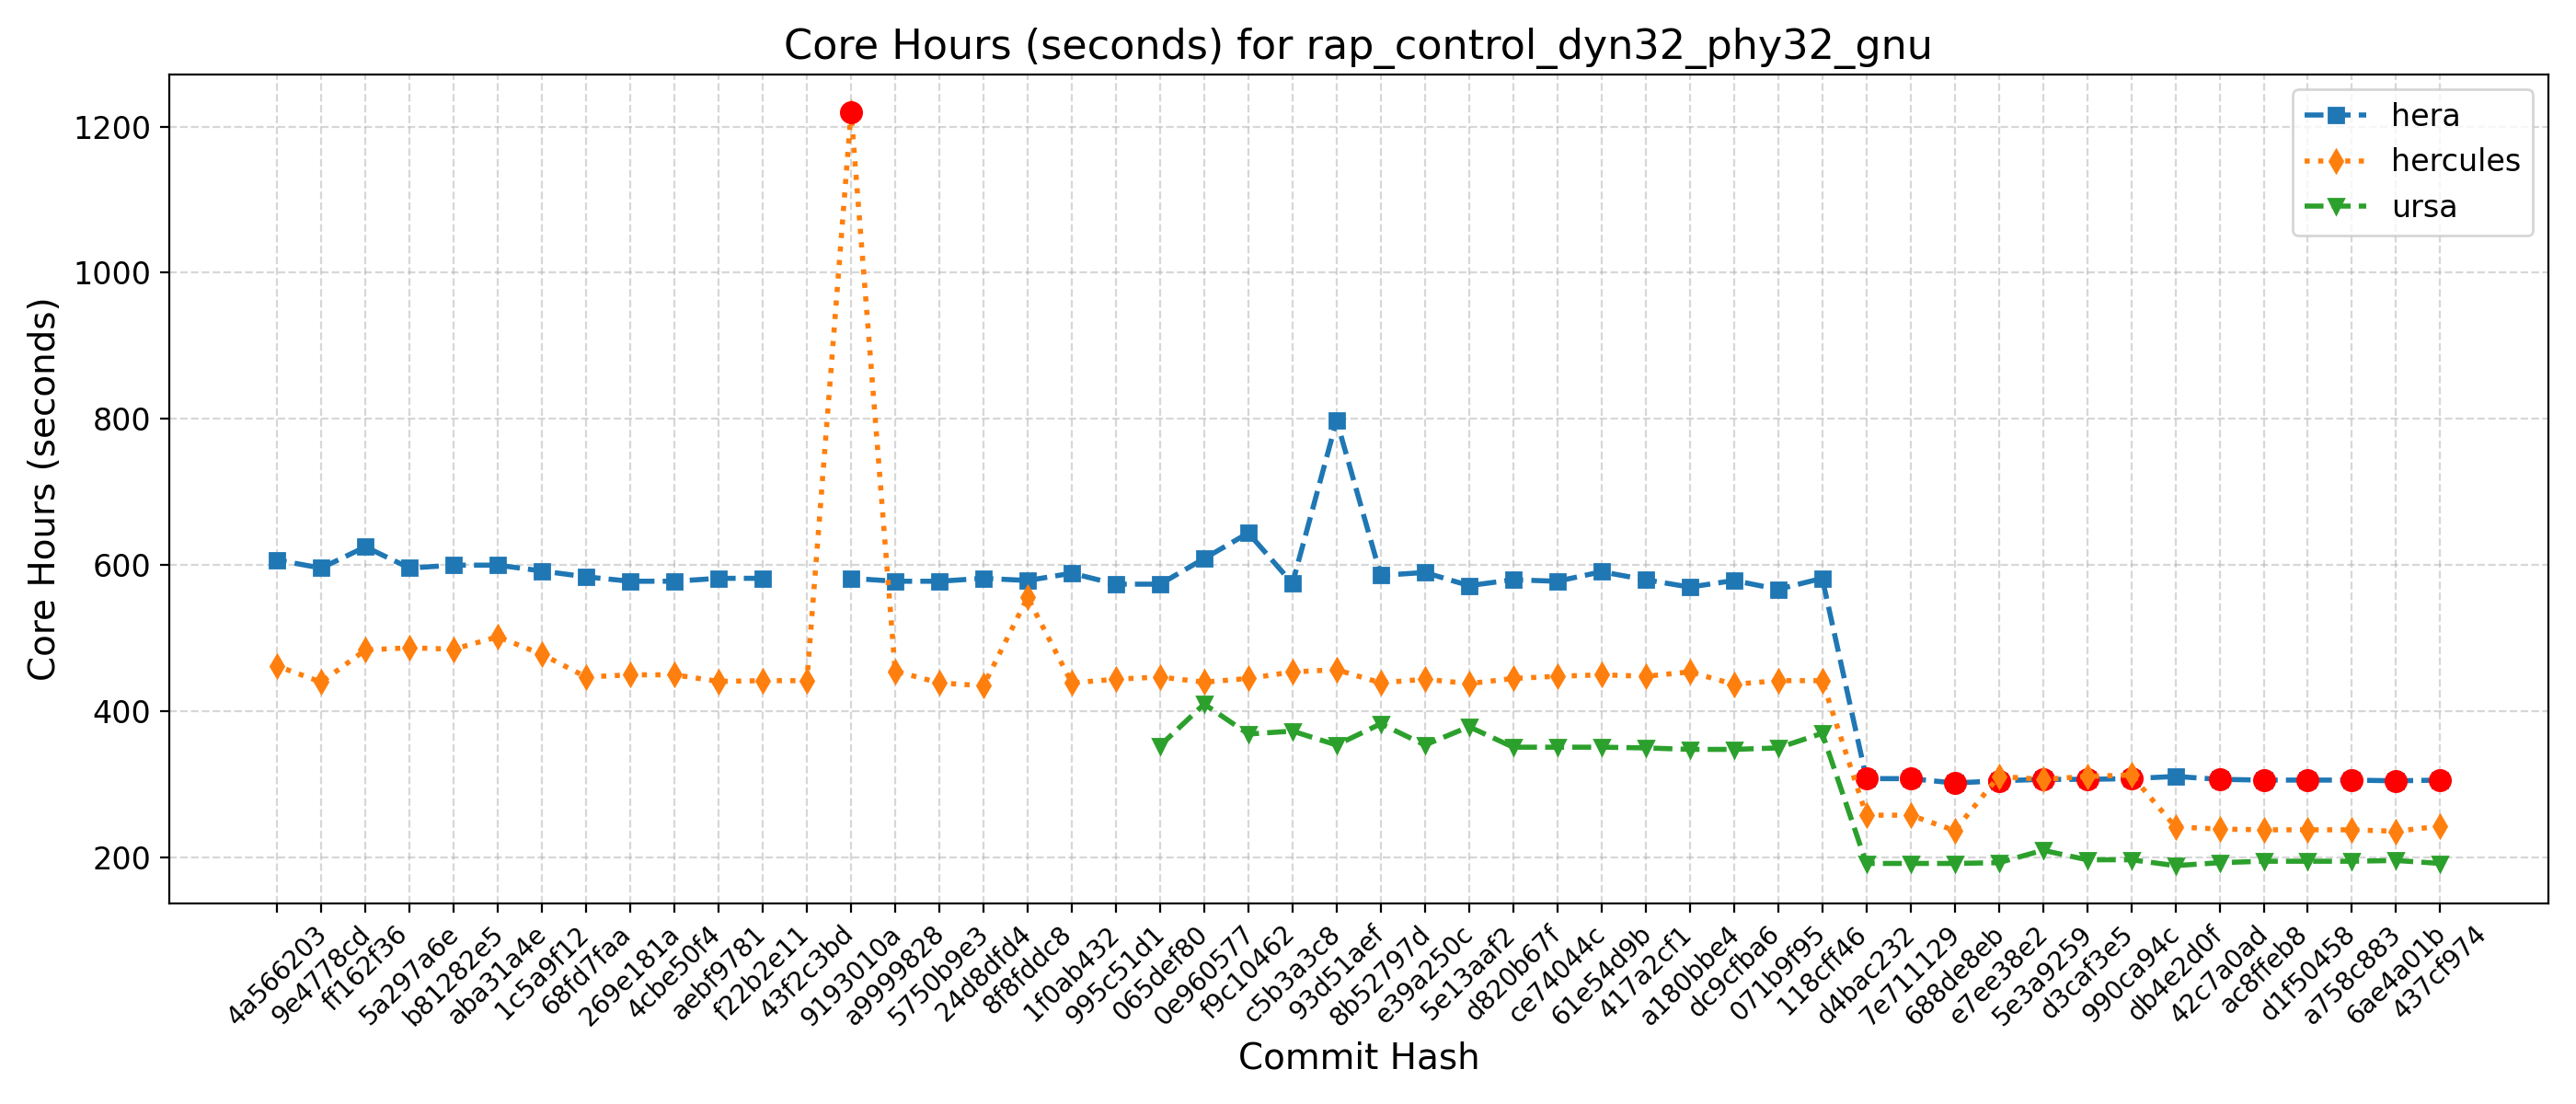 Core Hours (seconds) for rap_control_dyn32_phy32_gnu
Core Hours (seconds)
1200
1000
800
600
400
200
hera
hercules
ursa
4a566203
9e4778cd
ff162f36
5a297a6e
b81282e5
aba31a4e
1c5a9f12
68fd7faa
269e181a
4cbe50f4
aebf9781
f22b2e11
43f2c3bd
9193010a
a9999828
5750b9e3
24d8dfd4
8f8fddc8
1f0ab432
995c51d1
065def80
0e960577
f9c10462
c5b3a3c8
93d51aef
8b52797d
e39a250c
5e13aaf2
d820b67f
ce74044c
61e54d9b
417a2cf1
a180bbe4
dc9cfba6
071b9f95
118cff46
d4bac232
7e711129
688de8eb
e7ee38e2
5e3a9259
d3caf3e5
990ca94c
db4e2d0f
42c7a0ad
ac8ffeb8
d1f50458
a758c883
6ae4a01b
437cf974
Commit Hash